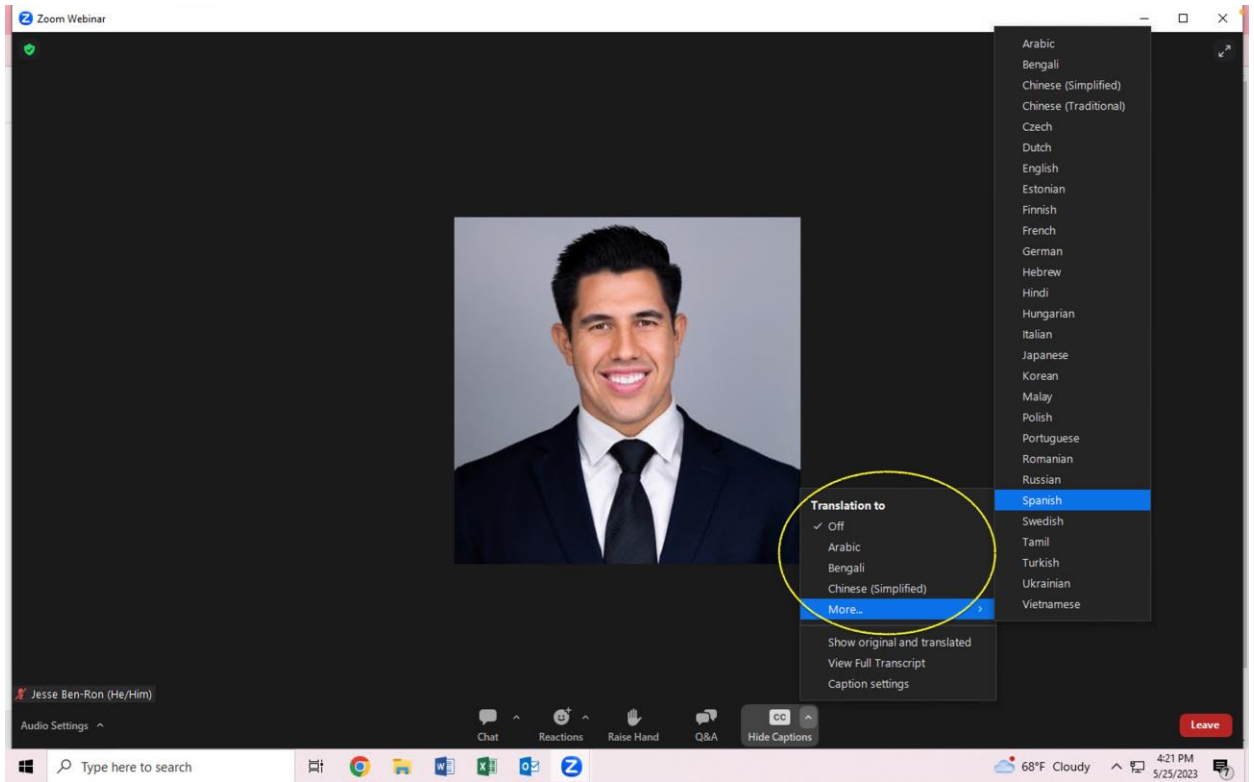 Zoom Webinar
Arabic
Bengali
Chinese (Simplified)
Chinese (Traditional)
Czech
Dutch
English
Estonian
Finnish
French
German
Hebrew
Hindi
Hungarian
Italian
Japanese
Korean
Malay
Polish
Portuguese
Romanian
Russian
Spanish
Swedish
Tamil
Turkish
Ukrainian
Vietnamese
Translation to
Off
Arabic
Bengali
Chinese (Simplified)
More...
Show original and translated
View Full Transcript
Caption settings
Jesse Ben-Ron (He/Him)
Audio Settings
Chat
Reactions
Raise Hand
Q&A
CC
Hide Captions
Leave
Type here to search
68°F Cloudy
4:21 PM
5/25/2023
7